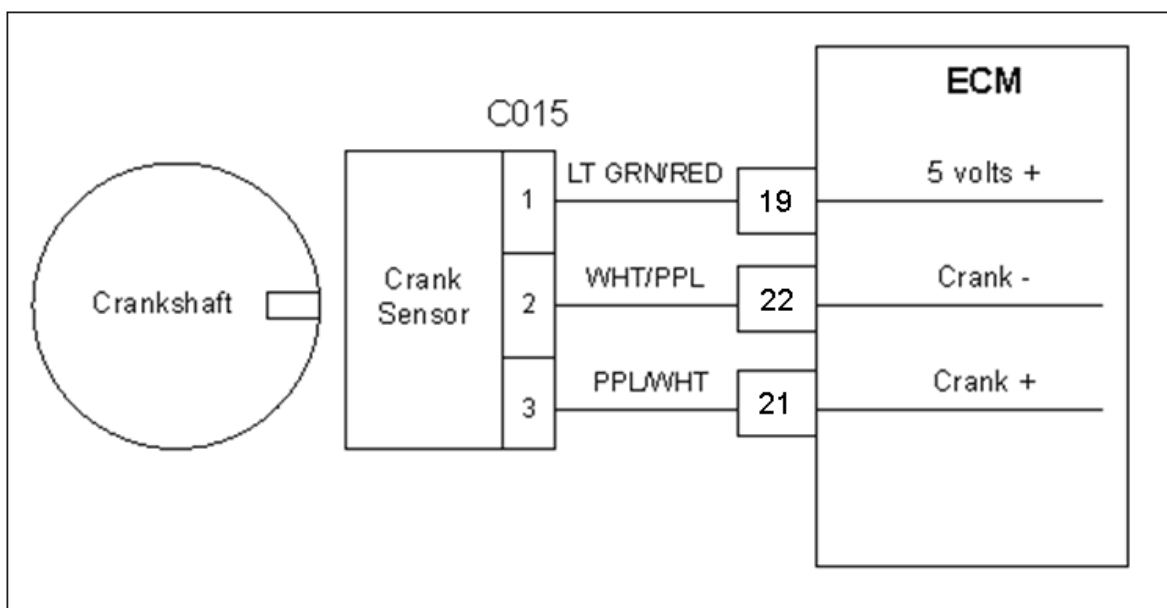 ECM
C015
LT GRN/RED
1
19
5 volts +
Crankshaft
Crank
Sensor
WHT/PPL
2
22
Crank -
PPL/WHT
3
21
Crank +